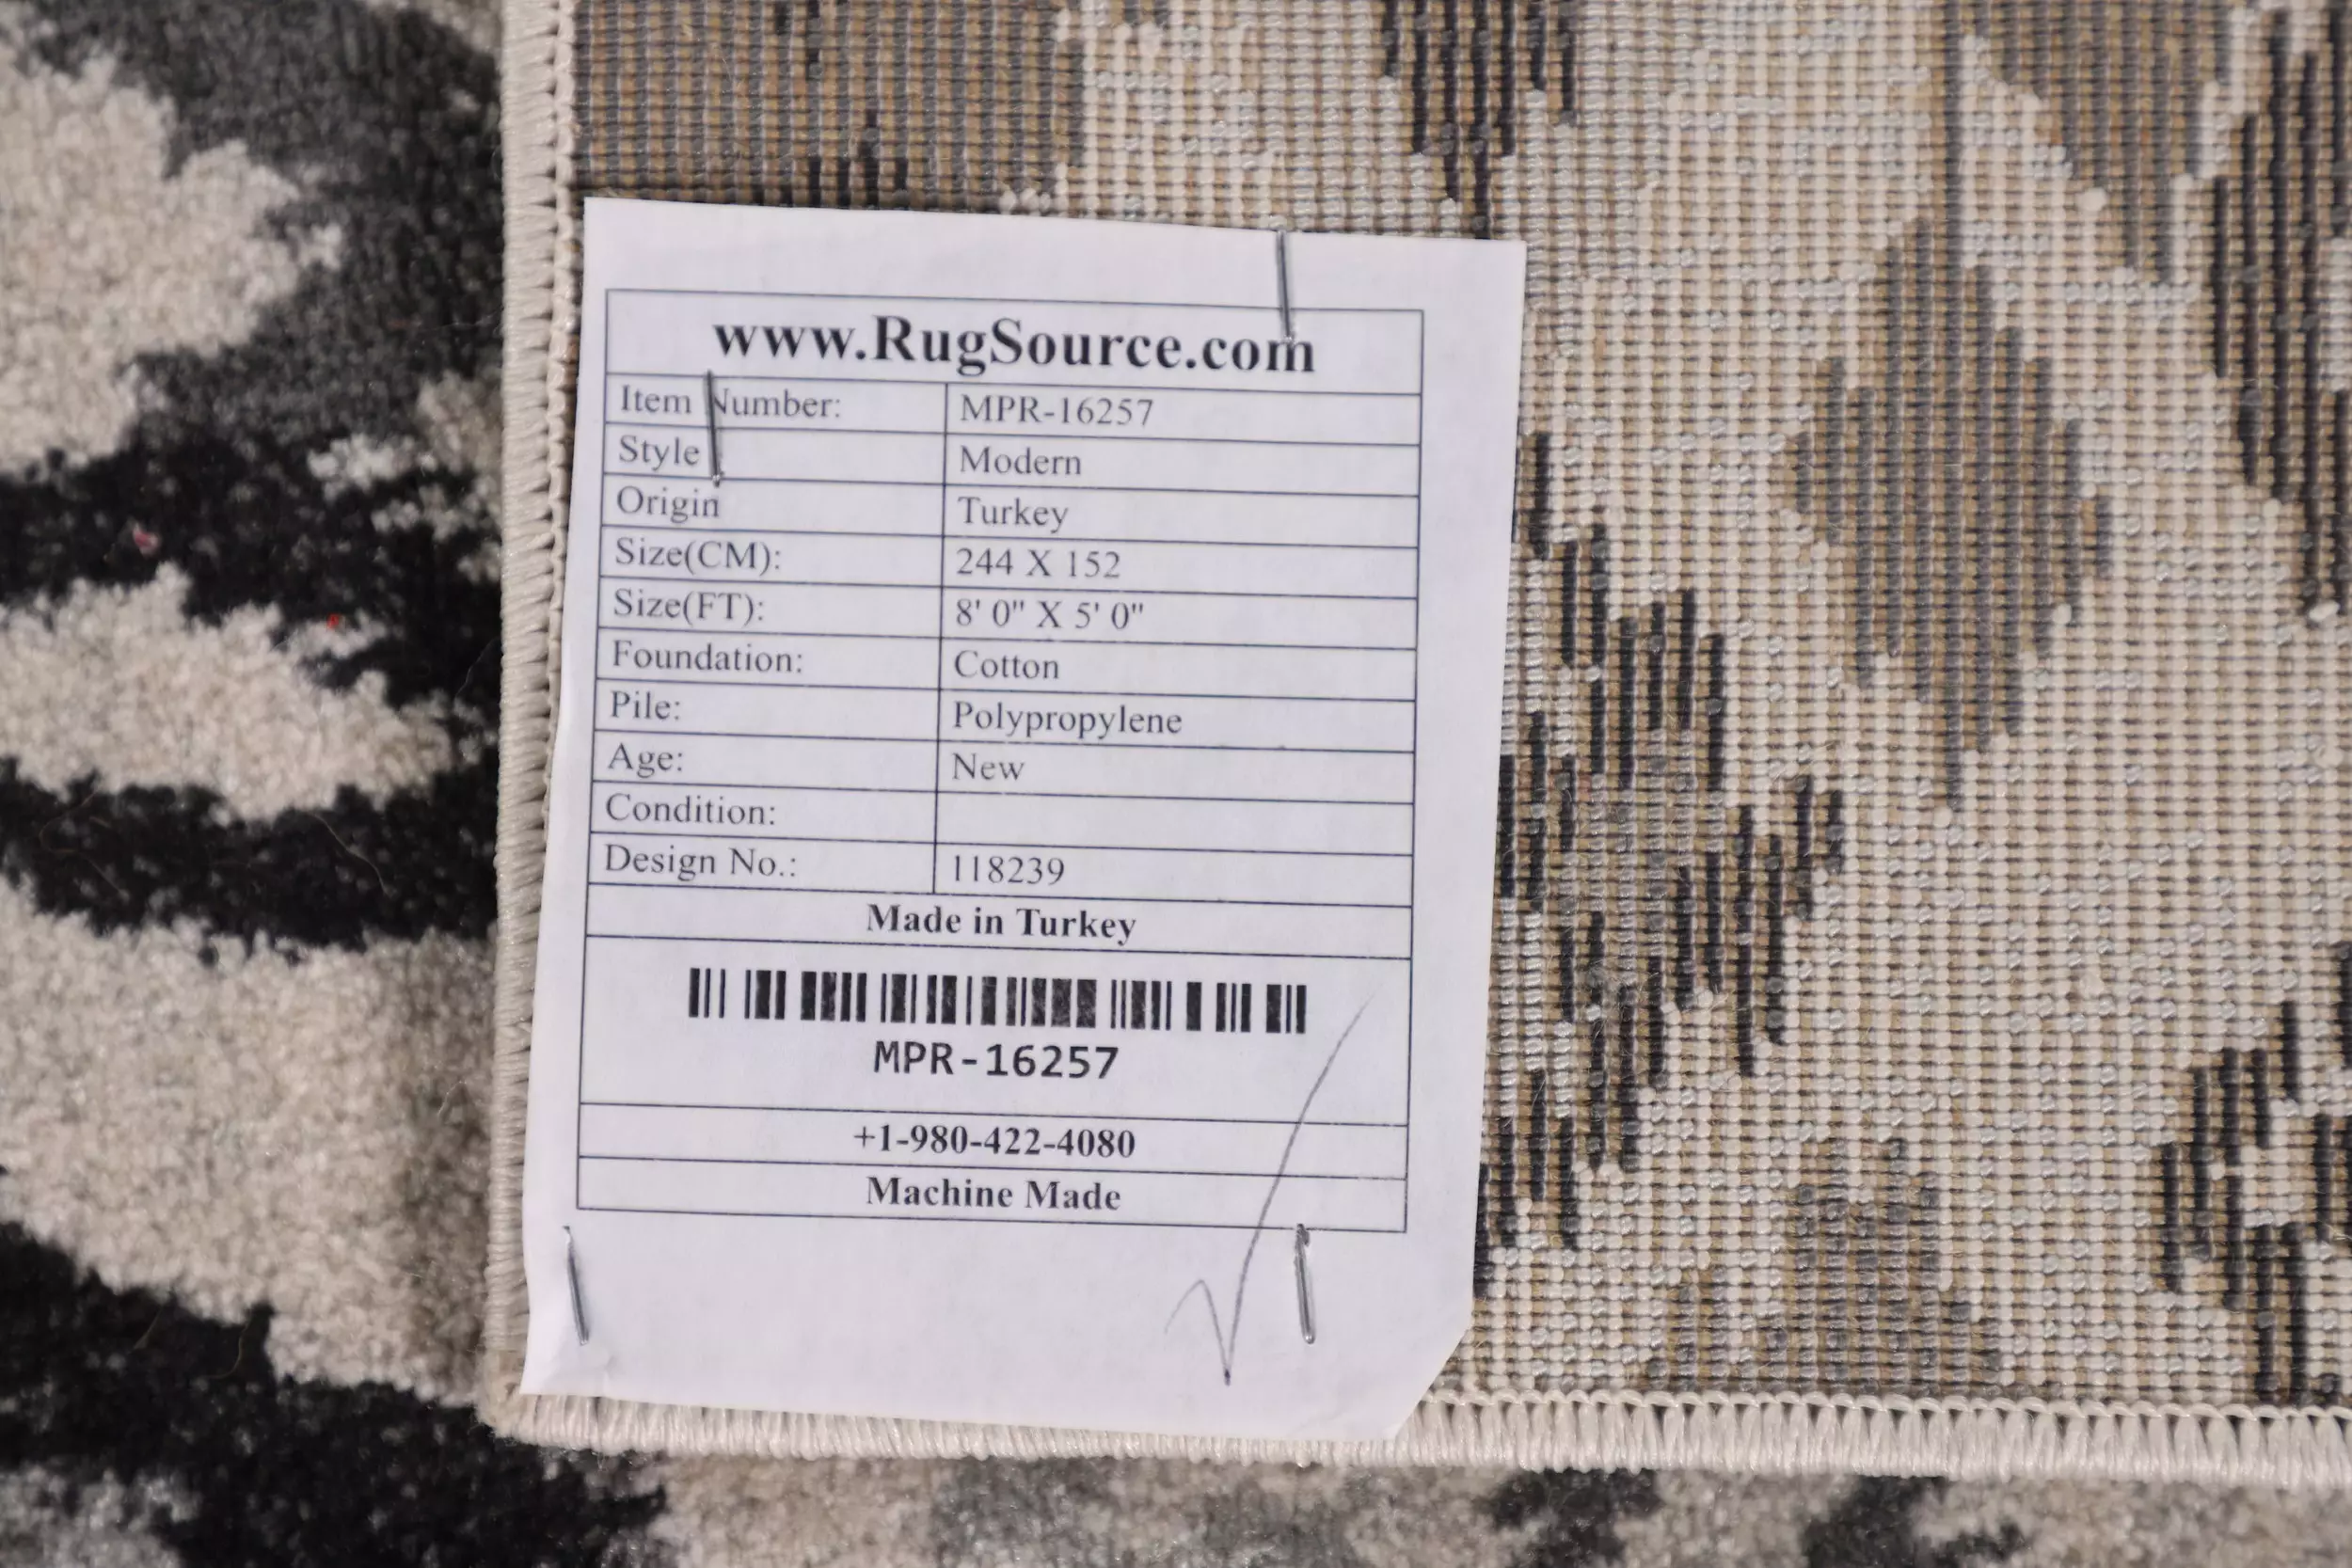 www.RugSource.com
Item Number: MPR-16257
Style Modern
Origin Turkey
Size(CM): 244 X 152
Size(FT): 8' 0" X 5' 0"
Foundation: Cotton
Pile: Polypropylene
Age: New
Condition:
Design No.: 118239
Made in Turkey
MPR-16257
+1-980-422-4080
Machine Made